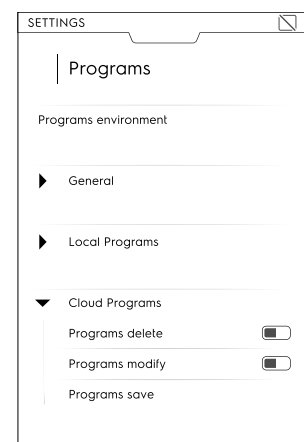 SETTINGS
Programs
Programs environment
General
Local Programs
Cloud Programs
Programs delete
Programs modify
Programs save